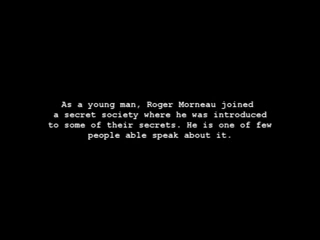 As a young man, Roger Morneau joined
a secret society where he was introduced
to some of their secrets. He is one of few
people able speak about it.